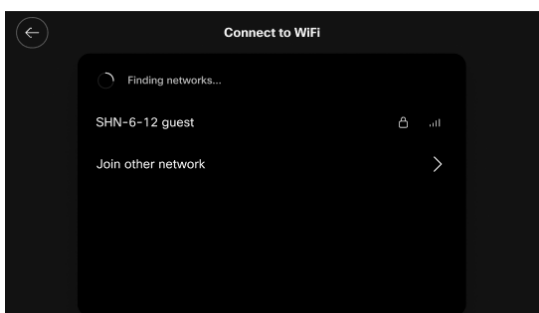 Connect to WiFi
Finding networks...
SHN-6-12 guest
Join other network